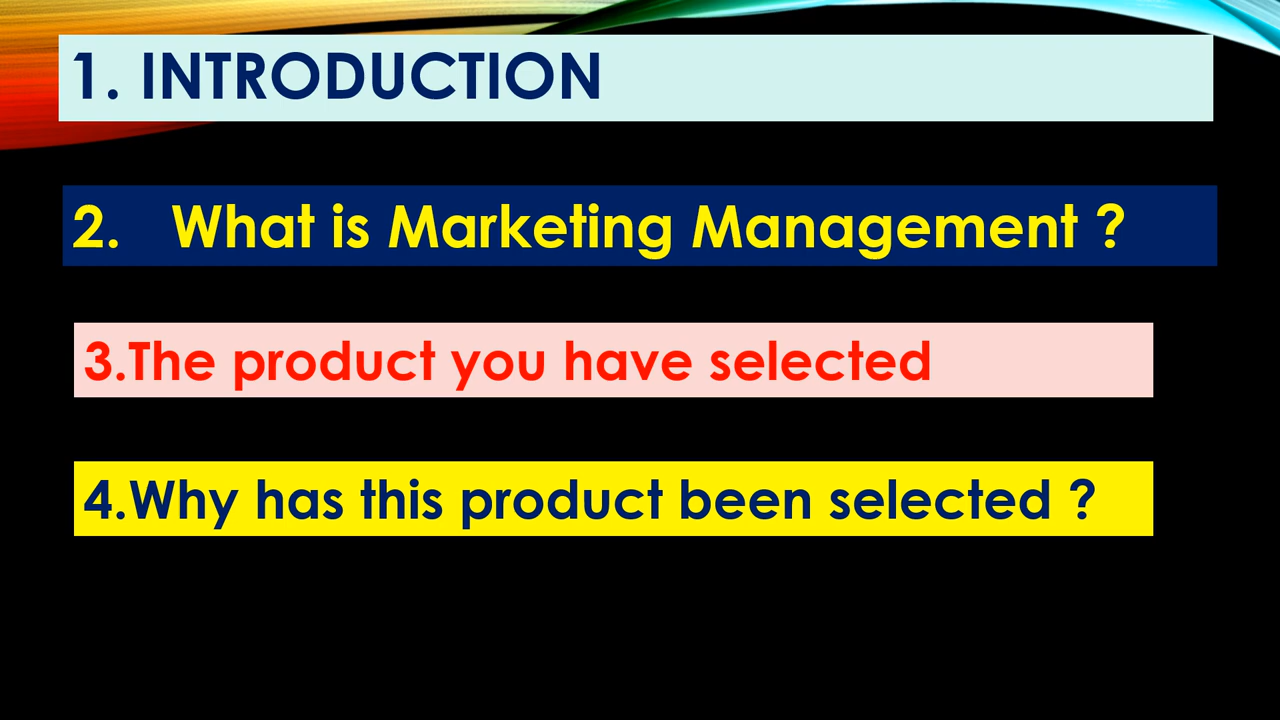 1. INTRODUCTION
2. What is Marketing Management ?
3.The product you have selected
4.Why has this product been selected ?